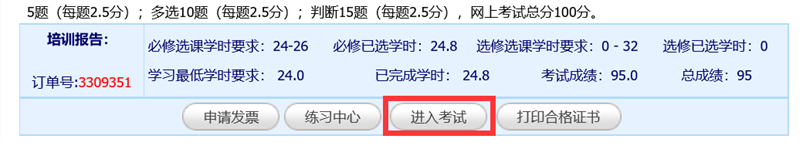 5题（每题2.5分）；多选10题（每题2.5分）；判断15题（每题2.5分），网上考试总分100分。
培训报告： 必修选课学时要求：24-26 必修已选学时：24.8 选修选课学时要求：0 - 32 选修已选学时：0
订单号:3309351 学习最低学时要求： 24.0 已完成学时： 24.8 考试成绩：95.0 总成绩：95
申请发票 练习中心 进入考试 打印合格证书